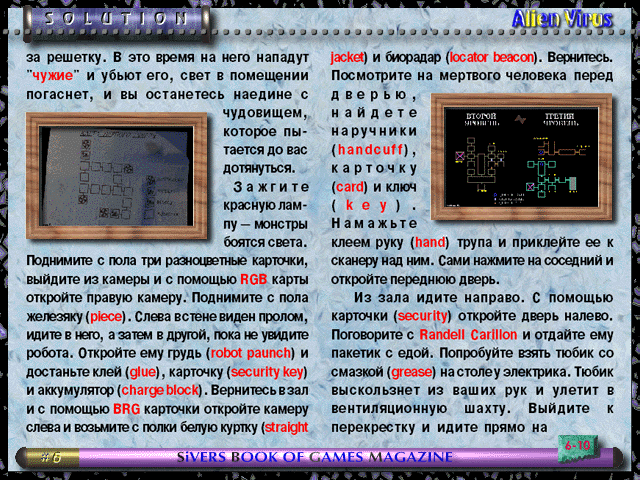 SOLUTION
Alien Virus
за решетку. В это время на него нападут
"чужие" и убьют его, свет в помещении
погаснет, и вы останетесь наедине с
чудовищем,
которое пы-
тается до вас
дотянуться.
Зажгите
красную лам-
пу — монстры
боятся света.
Поднимите с пола три разноцветные карточки,
выйдите из камеры и с помощью RGB карты
откройте правую камеру. Поднимите с пола
железяку (piece). Слева в стене виден пролом,
идите в него, а затем в другой, пока не увидите
робота. Откройте ему грудь (robot paunch) и
достаньте клей (glue), карточку (security key)
и аккумулятор (charge block). Вернитесь в зал
и с помощью BRG карточки откройте камеру
слева и возьмите с полки белую куртку (straight
jacket) и биорадар (locator beacon). Вернитесь.
Посмотрите на мертвого человека перед
дверью,
найдете
наручники
(handcuff),
карточку
(card) и ключ
(key).
Намажьте
ВТОРОЙ
УРОВЕНЬ
ТРЕТИЙ
УРОВЕНЬ
клеем руку (hand) трупа и приклейте ее к
сканеру над ним. Сами нажмите на соседний и
откройте переднюю дверь.
Из зала идите направо. С помощью
карточки (security) откройте дверь налево.
Поговорите с Randell Carillon и отдайте ему
пакетик с едой. Попробуйте взять тюбик со
смазкой (grease) на столе у электрика. Тюбик
выскользнет из ваших рук и улетит в
вентиляционную шахту. Выйдите к
перекрестку и идите прямо на
6-10
#6
SiVERS BOOK OF GAMES MAGAZINE